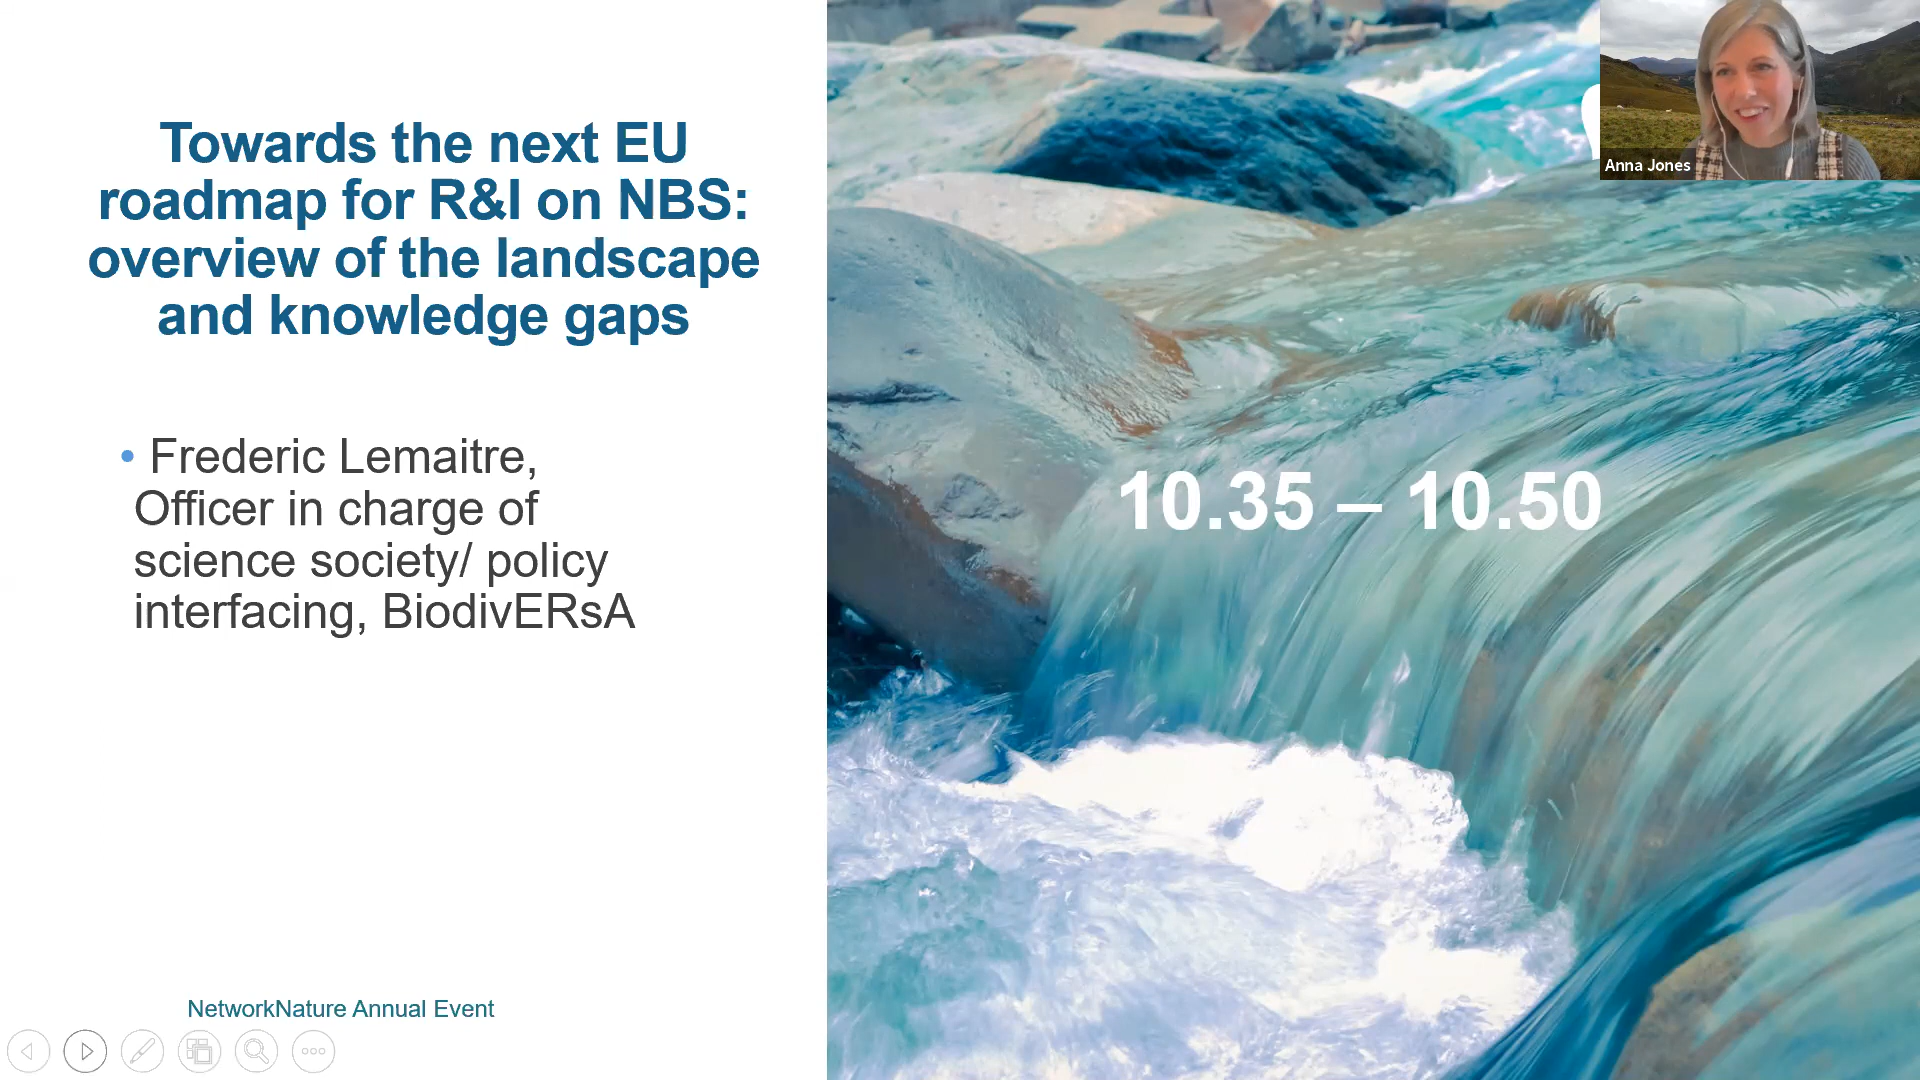 Towards the next EU
roadmap for R&I on NBS:
overview of the landscape
and knowledge gaps
• Frederic Lemaitre,
Officer in charge of
science society/ policy
interfacing, BiodivERsA
NetworkNature Annual Event
10.35 – 10.50
Anna Jones